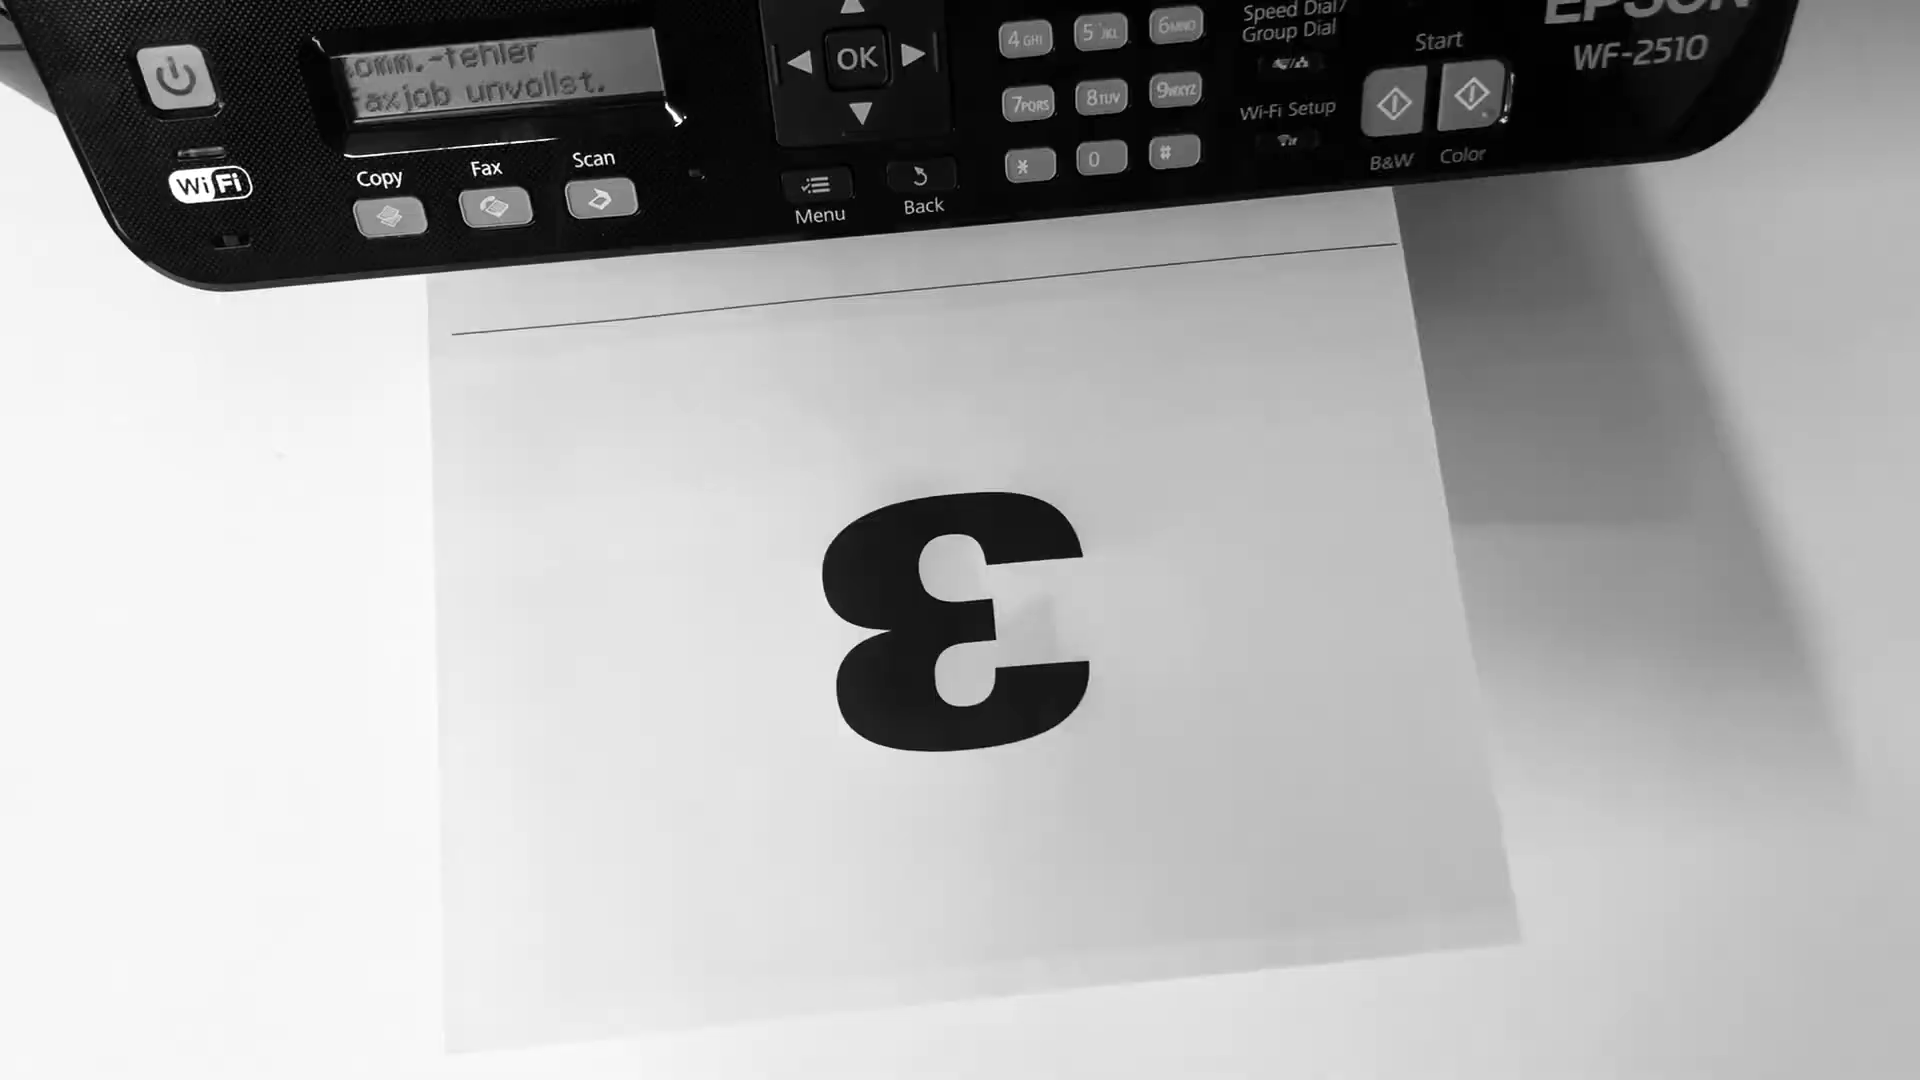 omm.-fehler
Faxjob unvollst.
WiFi
Copy
Fax
Scan
OK
Menu
Back
4 GHI
5 JKL
6 MNO
7 PQRS
8 TUV
9 WXYZ
*
0
#
Speed Dial/
Group Dial
Wi-Fi Setup
Start
B&W
Color
EPSON
WF-2510
3